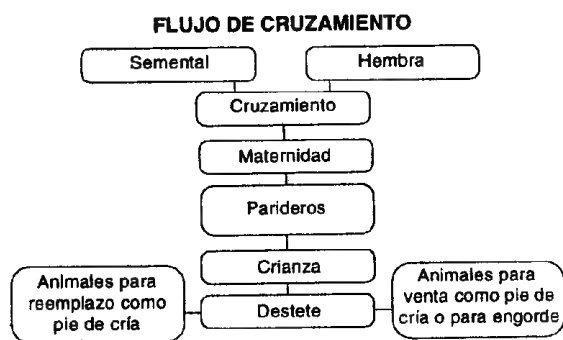 FLUJO DE CRUZAMIENTO
Semental
Hembra
Cruzamiento
Maternidad
Parideros
Crianza
Animales para
reemplazo como
pie de cría
Destete
Animales para
venta como pie de
cría o para engorde